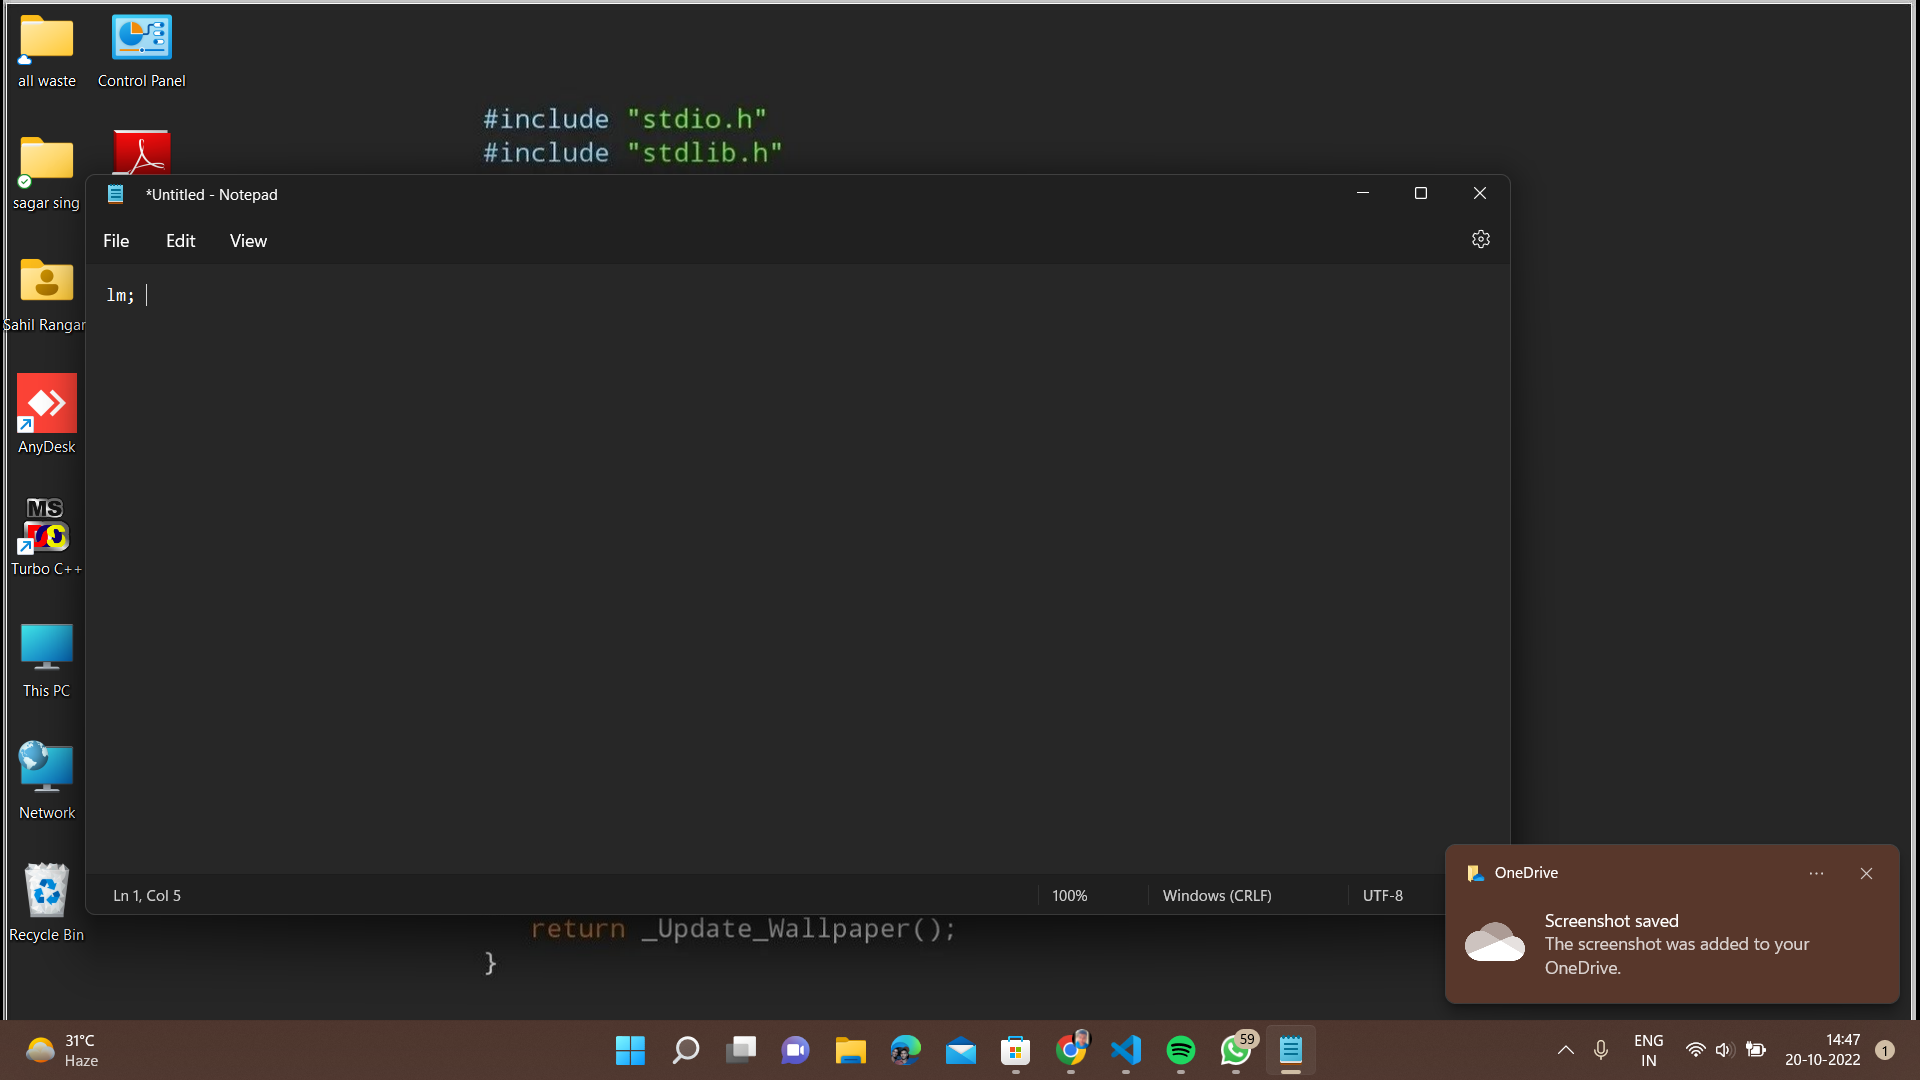 all waste
Control Panel
#include "stdio.h"
#include "stdlib.h"
sagar sing
*Untitled - Notepad
File
Edit
View
lm;
Sahil Rangar
AnyDesk
MS
Turbo C++
This PC
Network
Recycle Bin
Ln 1, Col 5
100%
Windows (CRLF)
UTF-8
return _Update_Wallpaper();
}
OneDrive
Screenshot saved
The screenshot was added to your
OneDrive.
31°C
Haze
59
ENG
IN
14:47
20-10-2022
1